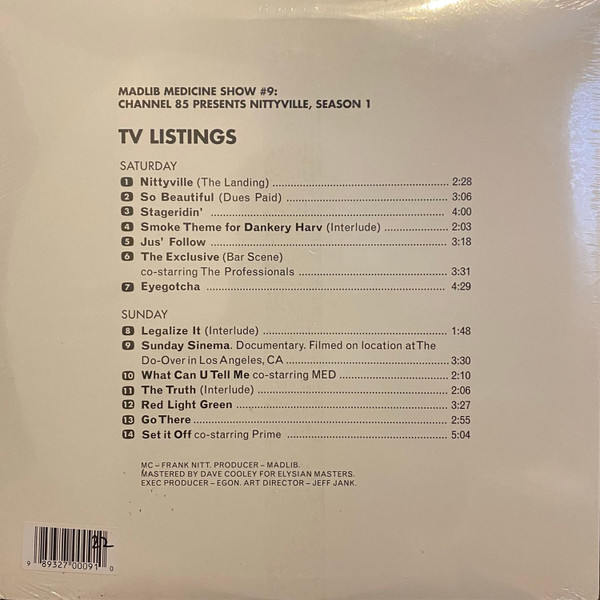 MADLIB MEDICINE SHOW #9:
CHANNEL 85 PRESENTS NITTYVILLE, SEASON 1
TV LISTINGS
SATURDAY
1 Nittyville (The Landing) 2:28
2 So Beautiful (Dues Paid) 3:06
3 Stageridin' 4:00
4 Smoke Theme for Dankery Harv (Interlude) 2:03
5 Jus' Follow 3:18
6 The Exclusive (Bar Scene)
co-starring The Professionals 3:31
7 Eyegotcha 4:29
SUNDAY
8 Legalize It (Interlude) 1:48
9 Sunday Sinema. Documentary. Filmed on location at The
Do-Over in Los Angeles, CA 3:30
10 What Can U Tell Me co-starring MED 2:10
11 The Truth (Interlude) 2:06
12 Red Light Green 3:27
13 Go There 2:55
14 Set it Off co-starring Prime 5:04
MC – FRANK NITT. PRODUCER – MADLIB.
MASTERED BY DAVE COOLEY FOR ELYSIAN MASTERS.
EXEC PRODUCER – EGON. ART DIRECTOR – JEFF JANK.
22
9 89327 00091 0